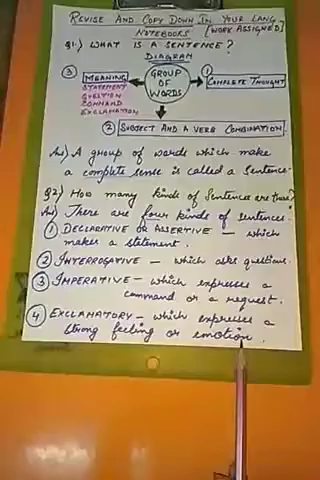 REVISE AND COPY DOWN IN YOUR LANG
NOTEBOOKS [WORK ASSIGNED]
Q1. WHAT IS A SENTENCE?
DIAGRAM
③ MEANING
STATEMENT
QUESTION
COMMAND
EXCLAMATION
GROUP
OF
WORDS
① COMPLETE THOUGHT
② SUBJECT AND A VERB COMBINATION.
Ans) A group of words which make
a complete sense is called a Sentence.
Q2) How many kinds of Sentences are there?
Ans) There are four kinds of sentences.
① DECLARATIVE OR ASSERTIVE - which
makes a statement.
② INTERROGATIVE - which asks questions.
③ IMPERATIVE - which expresses a
command or a request.
④ EXCLAMATORY - which expresses a
strong feeling or emotion.